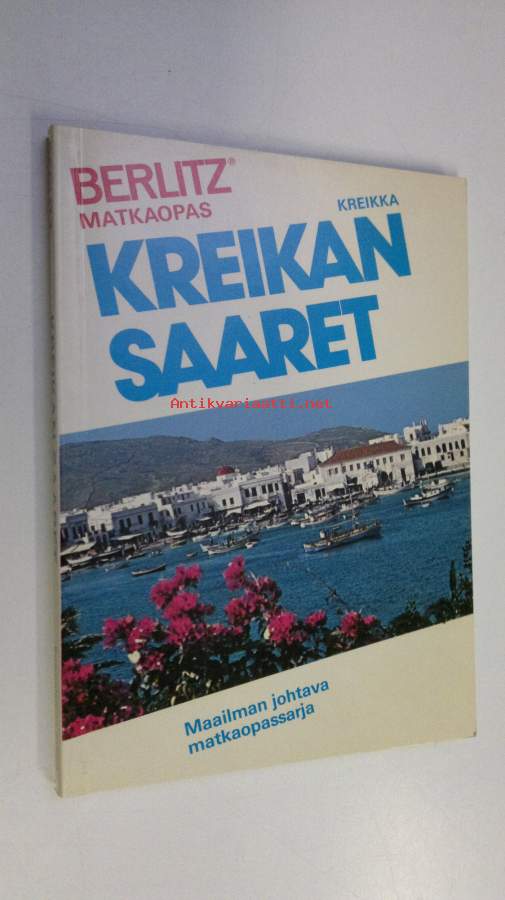 BERLITZ®
MATKAOPAS
KREIKKA
KREIKAN
SAARET
Antikvariaatti.net
Maailman johtava
matkaopassarja